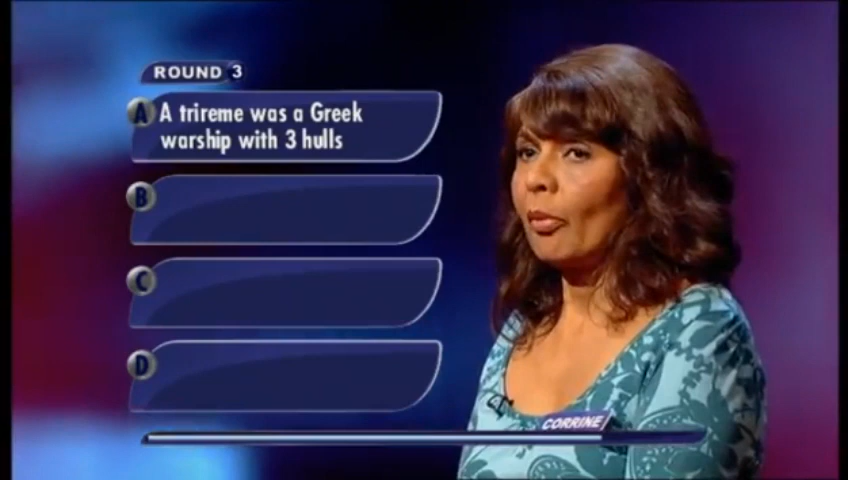 ROUND 3
A
A trireme was a Greek
warship with 3 hulls
B
C
D
CORRINE